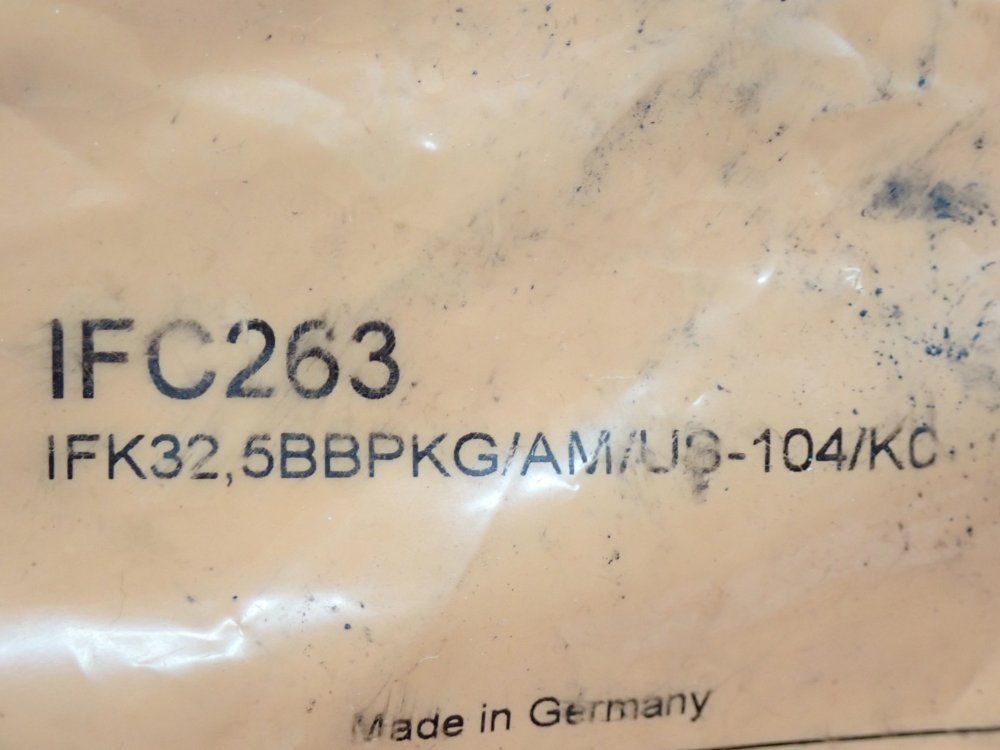 IFC263
IFK32,5BBPKG/AM/US-104/KC
Made in Germany